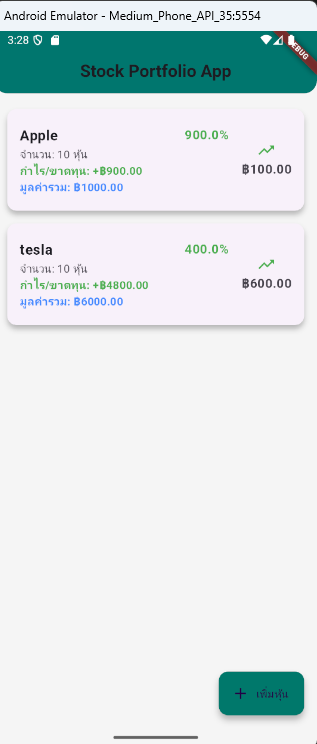 Android Emulator - Medium_Phone_API_35:5554
3:28
DEBUG
Stock Portfolio App
Apple
900.0%
จำนวน: 10 หุ้น
กำไร/ขาดทุน: +฿900.00
฿100.00
มูลค่ารวม: ฿1000.00
tesla
400.0%
จำนวน: 10 หุ้น
กำไร/ขาดทุน: +฿4800.00
฿600.00
มูลค่ารวม: ฿6000.00
เพิ่มหุ้น